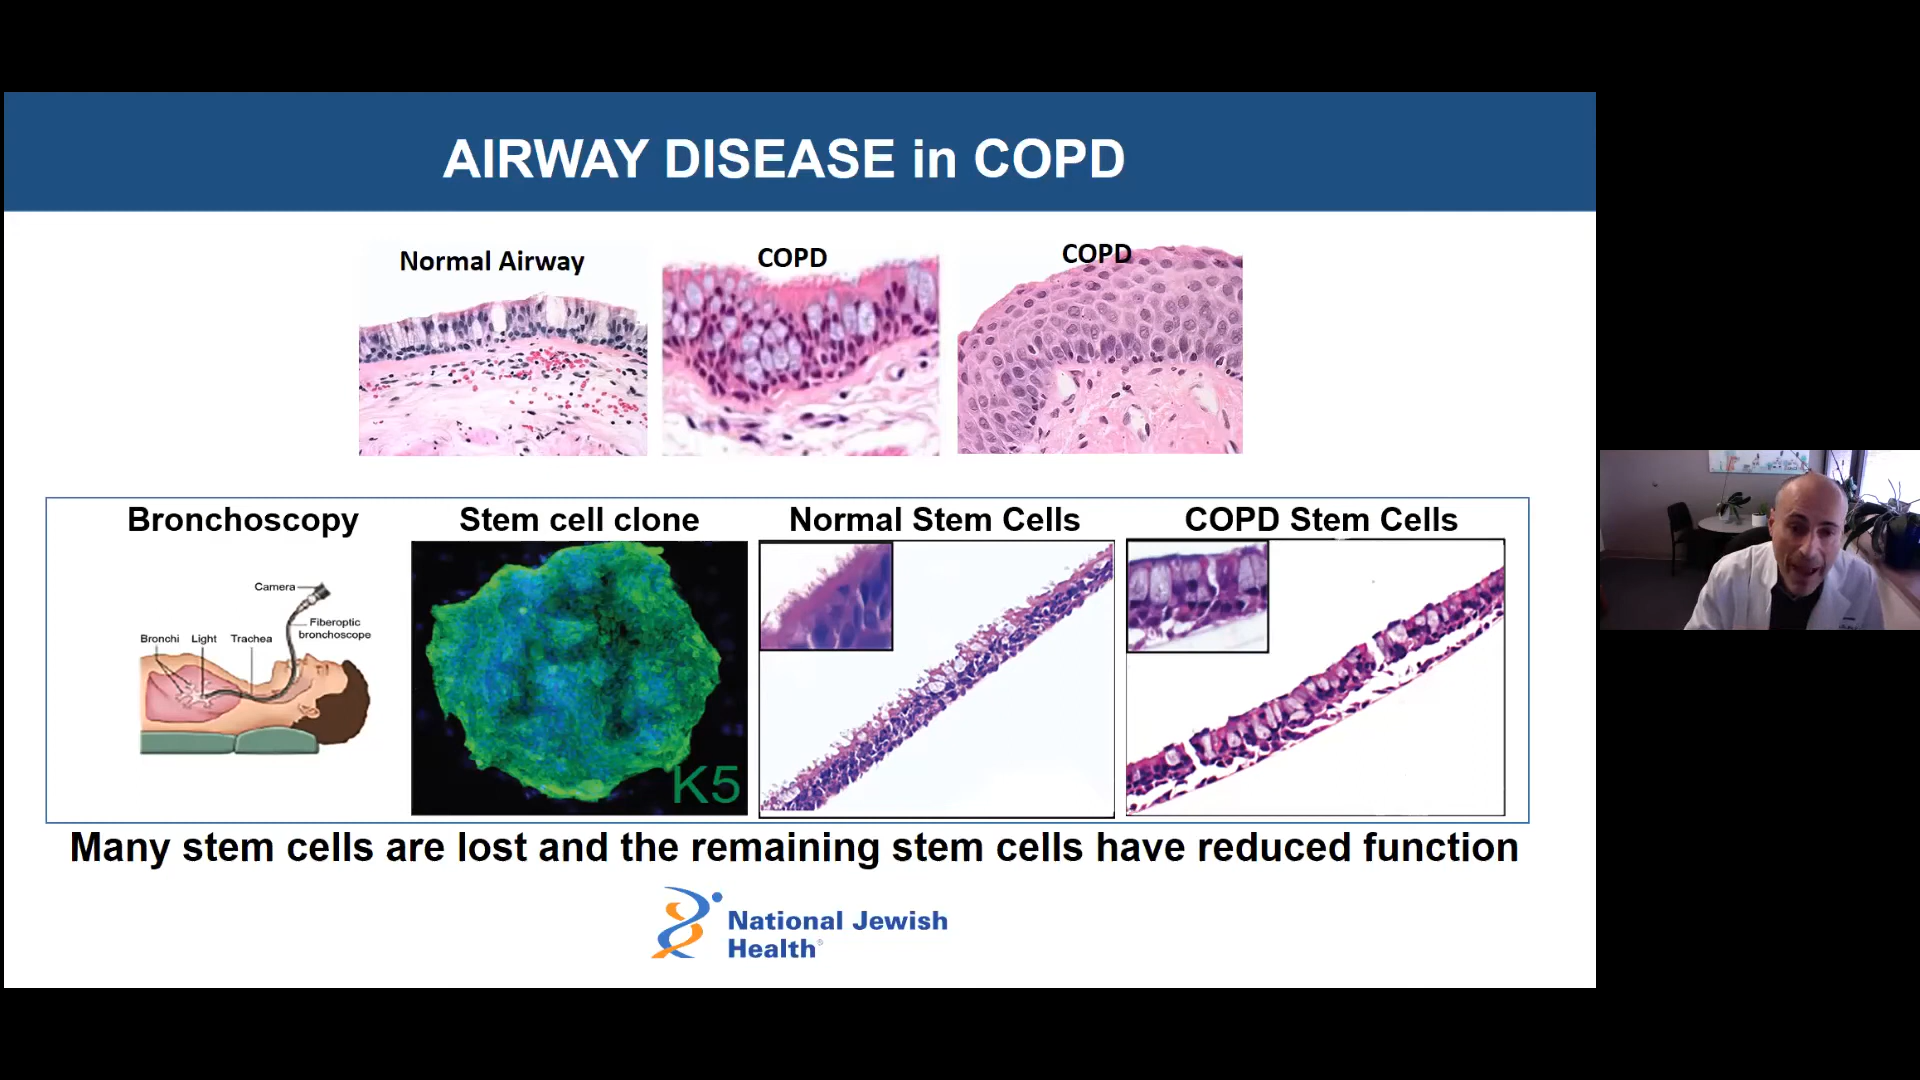 AIRWAY DISEASE in COPD
Normal Airway
COPD
COPD
Bronchoscopy
Stem cell clone
Normal Stem Cells
COPD Stem Cells
Camera
Fiberoptic
bronchoscope
Bronchi
Light
Trachea
K5
Many stem cells are lost and the remaining stem cells have reduced function
National Jewish
Health®